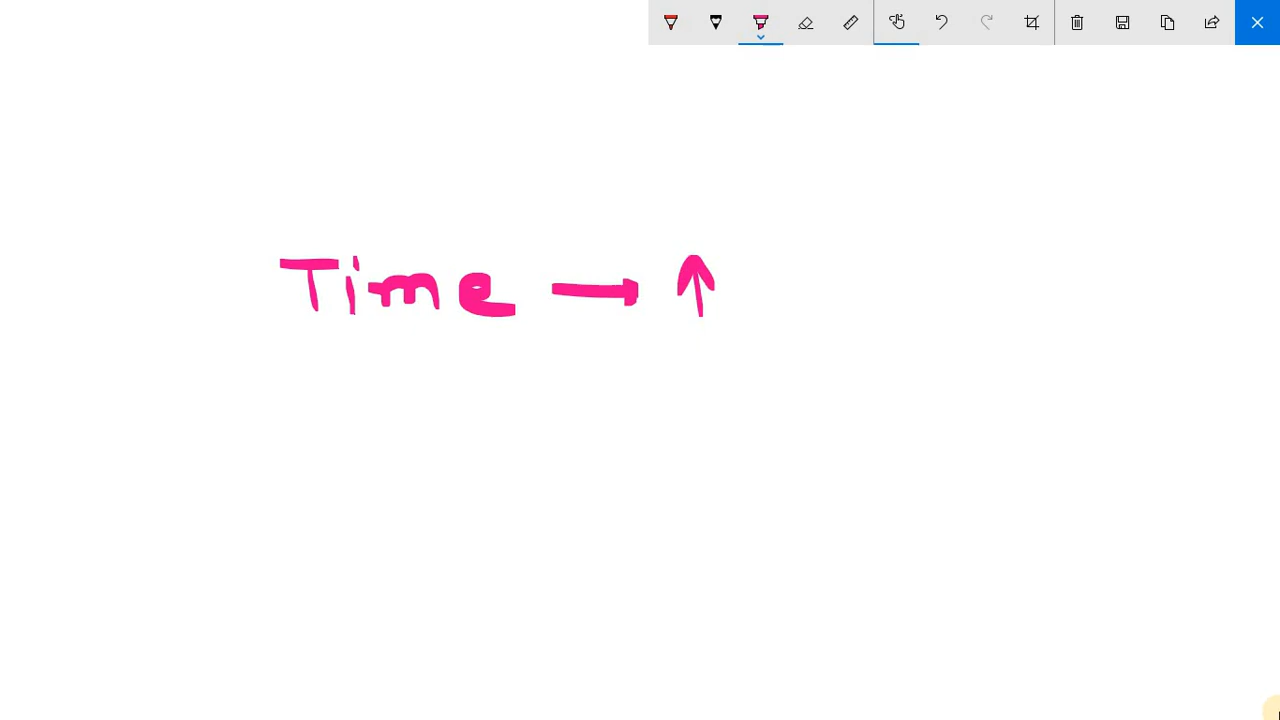 Time → ↑